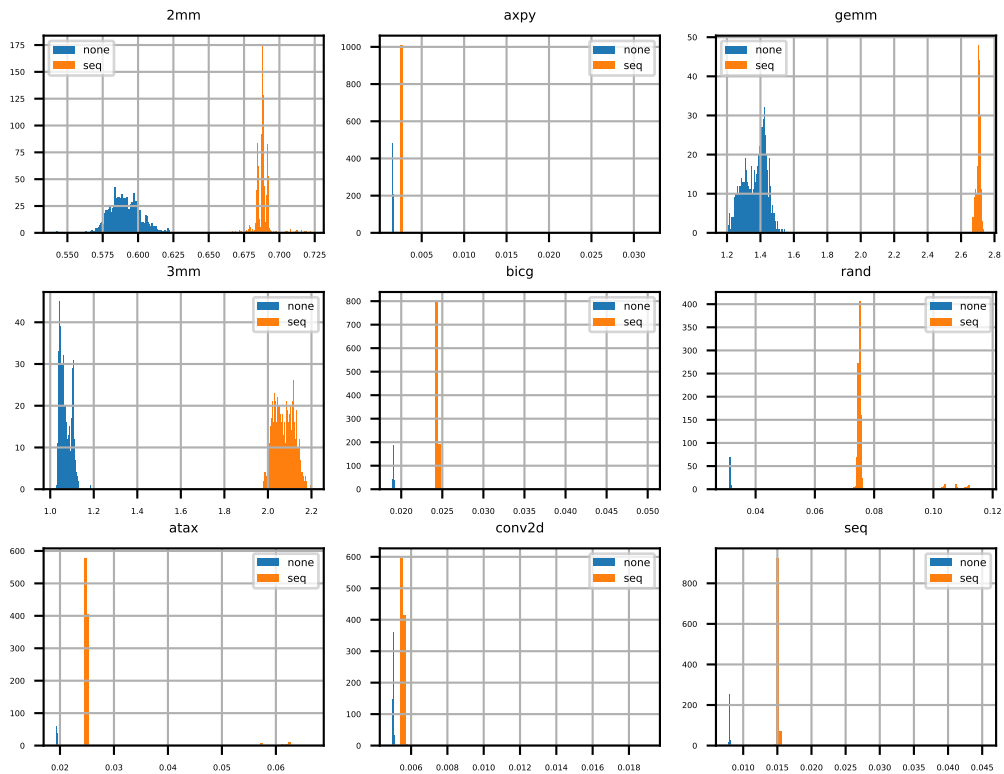 2mm
175
150
125
100
75
50
25
0
none
seq
0.550 0.575 0.600 0.625 0.650 0.675 0.700 0.725
axpy
1000
800
600
400
200
0
none
seq
0.005 0.010 0.015 0.020 0.025 0.030
gemm
50
40
30
20
10
0
none
seq
1.2 1.4 1.6 1.8 2.0 2.2 2.4 2.6 2.8
3mm
40
30
20
10
0
none
seq
1.0 1.2 1.4 1.6 1.8 2.0 2.2
bicg
800
700
600
500
400
300
200
100
0
none
seq
0.020 0.025 0.030 0.035 0.040 0.045 0.050
rand
400
350
300
250
200
150
100
50
0
none
seq
0.04 0.06 0.08 0.10 0.12
atax
600
500
400
300
200
100
0
none
seq
0.02 0.03 0.04 0.05 0.06
conv2d
600
500
400
300
200
100
0
none
seq
0.006 0.008 0.010 0.012 0.014 0.016 0.018
seq
800
600
400
200
0
none
seq
0.010 0.015 0.020 0.025 0.030 0.035 0.040 0.045